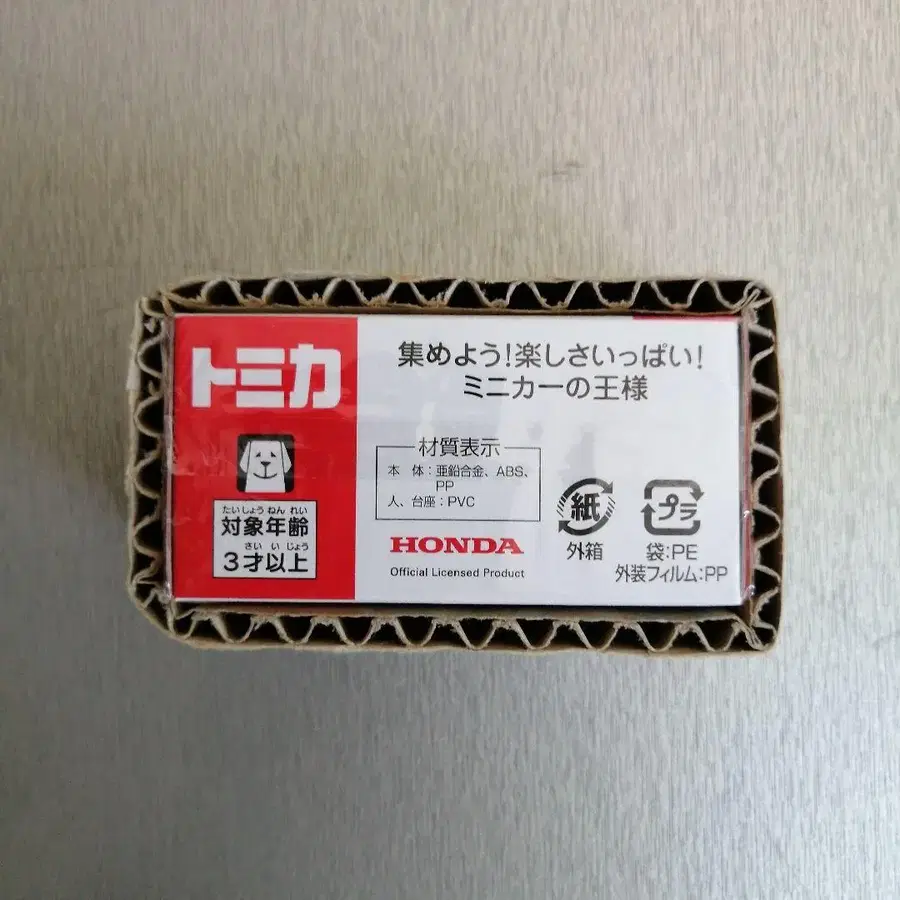 トミカ
集めよう!楽しさいっぱい!
ミニカーの王様
たいしょうねんれい
対象年齢
さいいじょう
3才以上
材質表示
本 体:亜鉛合金、ABS、
PP
人、台座:PVC
HONDA
Official Licensed Product
紙
外箱
プラ
袋:PE
外装フィルム:PP